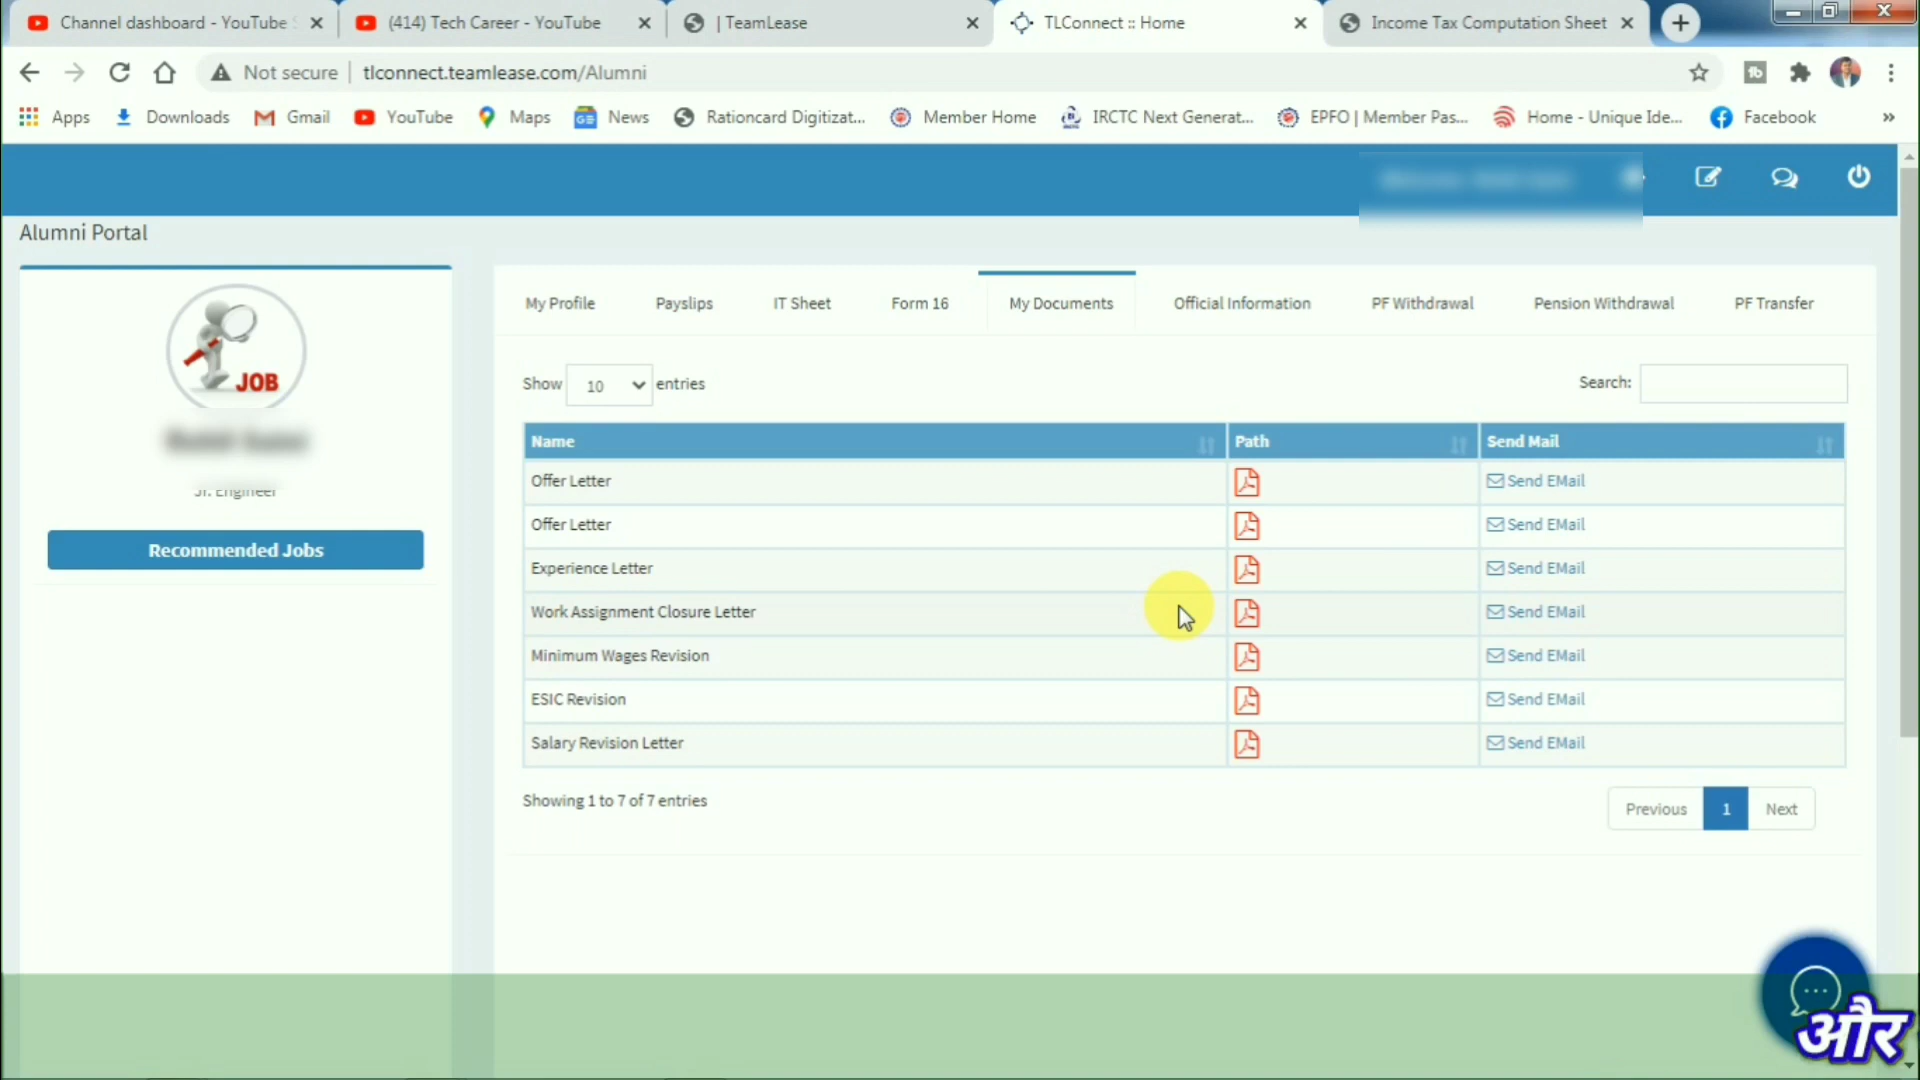 Channel dashboard - YouTube S
(414) Tech Career - YouTube
| TeamLease
TLConnect :: Home
Income Tax Computation Sheet
Not secure | tlconnect.teamlease.com/Alumni
Apps
Downloads
Gmail
YouTube
Maps
News
Rationcard Digitizat...
Member Home
IRCTC Next Generat...
EPFO | Member Pas...
Home - Unique Ide...
Facebook
»
Alumni Portal
JOB
Jr. Engineer
Recommended Jobs
My Profile
Payslips
IT Sheet
Form 16
My Documents
Official Information
PF Withdrawal
Pension Withdrawal
PF Transfer
Show 10 entries
Search:
Name Path Send Mail
Offer Letter Send EMail
Offer Letter Send EMail
Experience Letter Send EMail
Work Assignment Closure Letter Send EMail
Minimum Wages Revision Send EMail
ESIC Revision Send EMail
Salary Revision Letter Send EMail
Showing 1 to 7 of 7 entries
Previous 1 Next
और